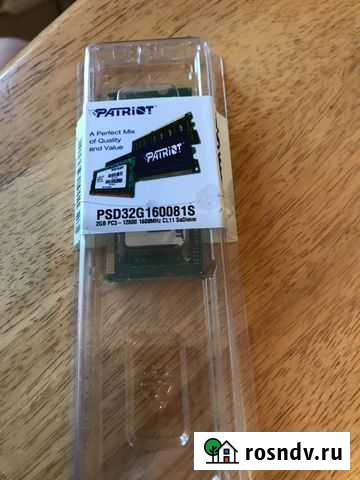 PATRIOT
A Perfect Mix
of Quality
and Value
PATRIOT
PSD32G160081S
2GB PC3-12800 1600MHz CL11 SoDimm
rosndv.ru